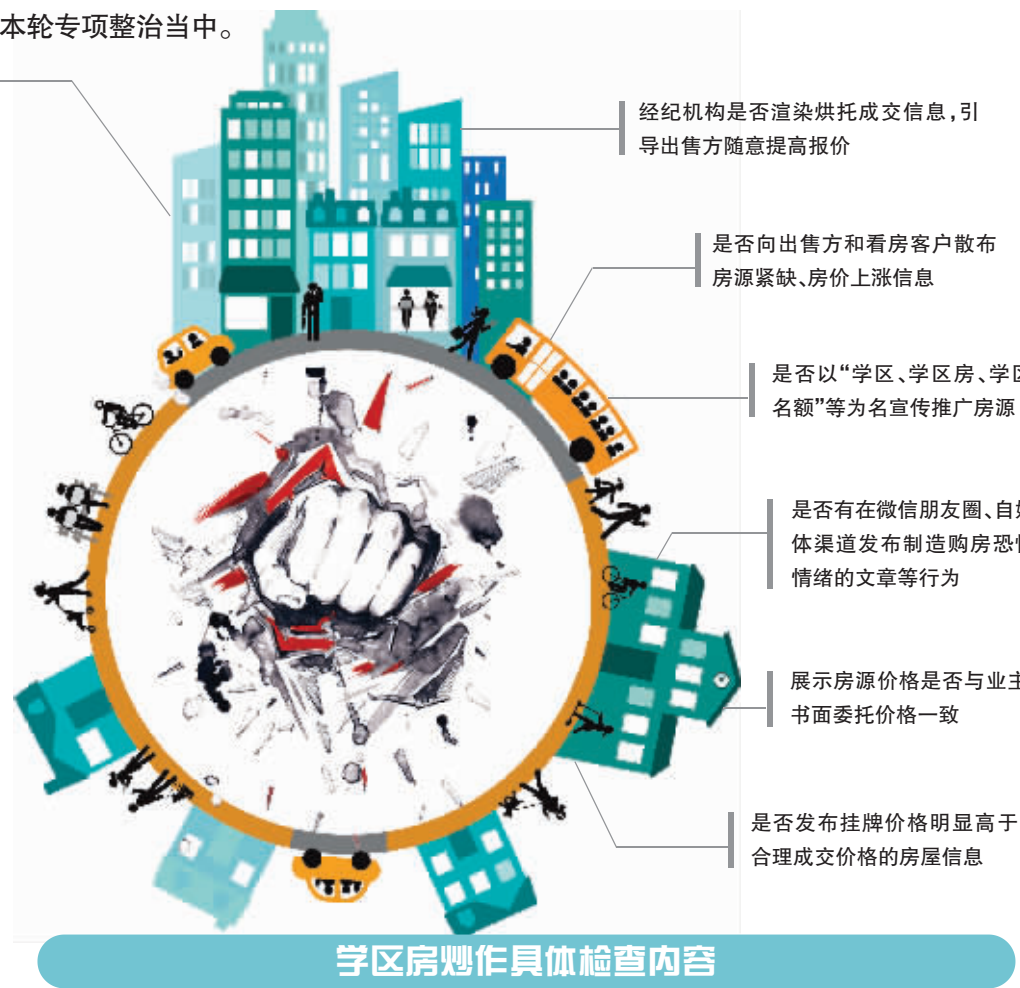 本轮专项整治当中。
经纪机构是否渲染烘托成交信息,引
导出售方随意提高报价
是否向出售方和看房客户散布
房源紧缺、房价上涨信息
是否以“学区、学区房、学区
名额”等为名宣传推广房源
是否有在微信朋友圈、自媒
体渠道发布制造购房恐慌
情绪的文章等行为
展示房源价格是否与业主
书面委托价格一致
是否发布挂牌价格明显高于
合理成交价格的房屋信息
学区房炒作具体检查内容